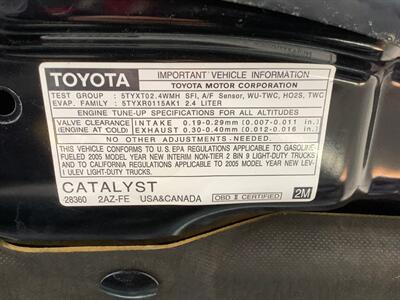 TOYOTA
IMPORTANT VEHICLE INFORMATION
TOYOTA MOTOR CORPORATION
TEST GROUP : 5TYXT02.4WMH SFI, A/F Sensor, WU-TWC, HO2S, TWC
EVAP. FAMILY : 5TYXR0115AK1 2.4 LITER
ENGINE TUNE-UP SPECIFICATIONS FOR ALL ALTITUDES
VALVE CLEARANCE INTAKE 0.19-0.29mm (0.007-0.011 in.)
(ENGINE AT COLD) EXHAUST 0.30-0.40mm (0.012-0.016 in.)
NO OTHER ADJUSTMENTS NEEDED.
THIS VEHICLE CONFORMS TO U.S. EPA REGULATIONS APPLICABLE TO GASOLINE-
FUELED 2005 MODEL YEAR NEW INTERIM NON-TIER 2 BIN 9 LIGHT-DUTY TRUCKS
AND TO CALIFORNIA REGULATIONS APPLICABLE TO 2005 MODEL YEAR NEW LEV-
I ULEV LIGHT-DUTY TRUCKS.
CATALYST
28360 2AZ-FE USA&CANADA OBD II CERTIFIED 2M